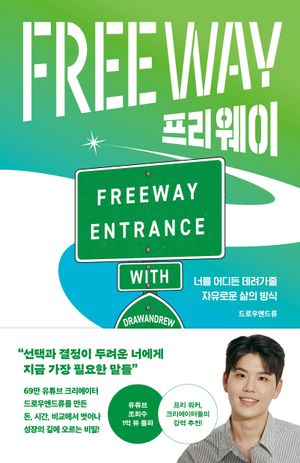 FREE WAY
프리웨이
FREEWAY
ENTRANCE
WITH
DRAWANDREW
너를 어디든 데려가줄
자유로운 삶의 방식
드로우앤드류
“선택과 결정이 두려운 너에게
지금 가장 필요한 말들”
69만 유튜브 크리에이터
드로우앤드류를 만든
돈, 시간, 비교에서 벗어나
성장의 길에 오르는 비밀!
유튜브
조회수
1억 뷰 돌파
프리 워커,
크리에이터들의
강력 추천!